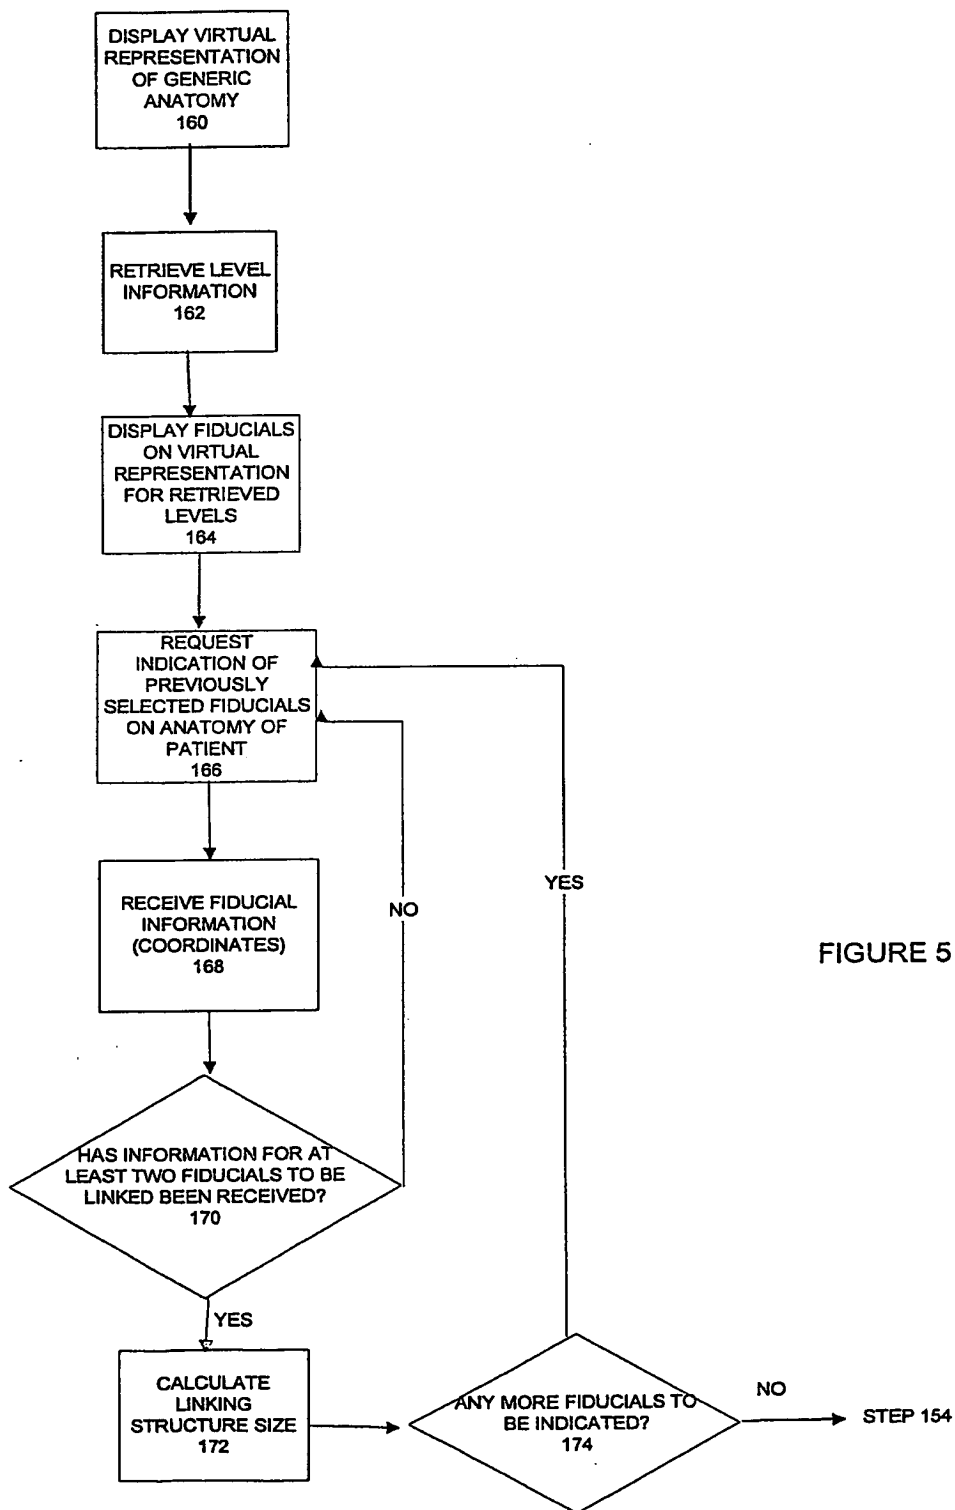 DISPLAY VIRTUAL
REPRESENTATION
OF GENERIC
ANATOMY
160
RETRIEVE LEVEL
INFORMATION
162
DISPLAY FIDUCIALS
ON VIRTUAL
REPRESENTATION
FOR RETRIEVED
LEVELS
164
REQUEST
INDICATION OF
PREVIOUSLY
SELECTED FIDUCIALS
ON ANATOMY OF
PATIENT
166
RECEIVE FIDUCIAL
INFORMATION
(COORDINATES)
168
NO
YES
FIGURE 5
HAS INFORMATION FOR AT
LEAST TWO FIDUCIALS TO BE
LINKED BEEN RECEIVED?
170
YES
CALCULATE
LINKING
STRUCTURE SIZE
172
ANY MORE FIDUCIALS TO
BE INDICATED?
174
NO
STEP 154